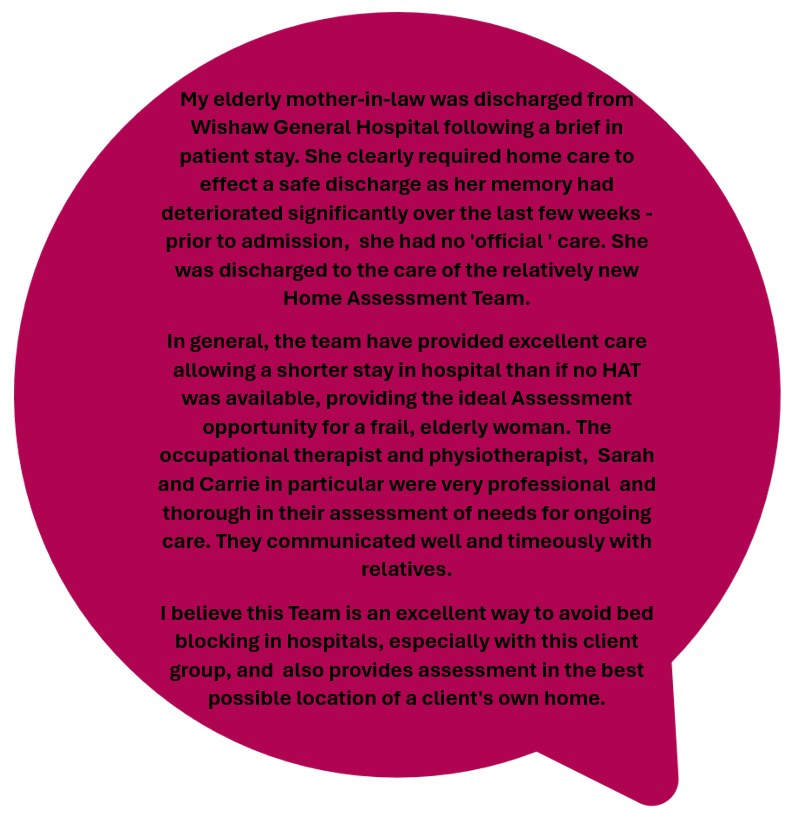 My elderly mother-in-law was discharged from
Wishaw General Hospital following a brief in
patient stay. She clearly required home care to
effect a safe discharge as her memory had
deteriorated significantly over the last few weeks -
prior to admission,  she had no 'official ' care. She
was discharged to the care of the relatively new
Home Assessment Team.
In general, the team have provided excellent care
allowing a shorter stay in hospital than if no HAT
was available, providing the ideal Assessment
opportunity for a frail, elderly woman. The
occupational therapist and physiotherapist,  Sarah
and Carrie in particular were very professional  and
thorough in their assessment of needs for ongoing
care. They communicated well and timeously with
relatives.
I believe this Team is an excellent way to avoid bed
blocking in hospitals, especially with this client
group, and  also provides assessment in the best
possible location of a client's own home.